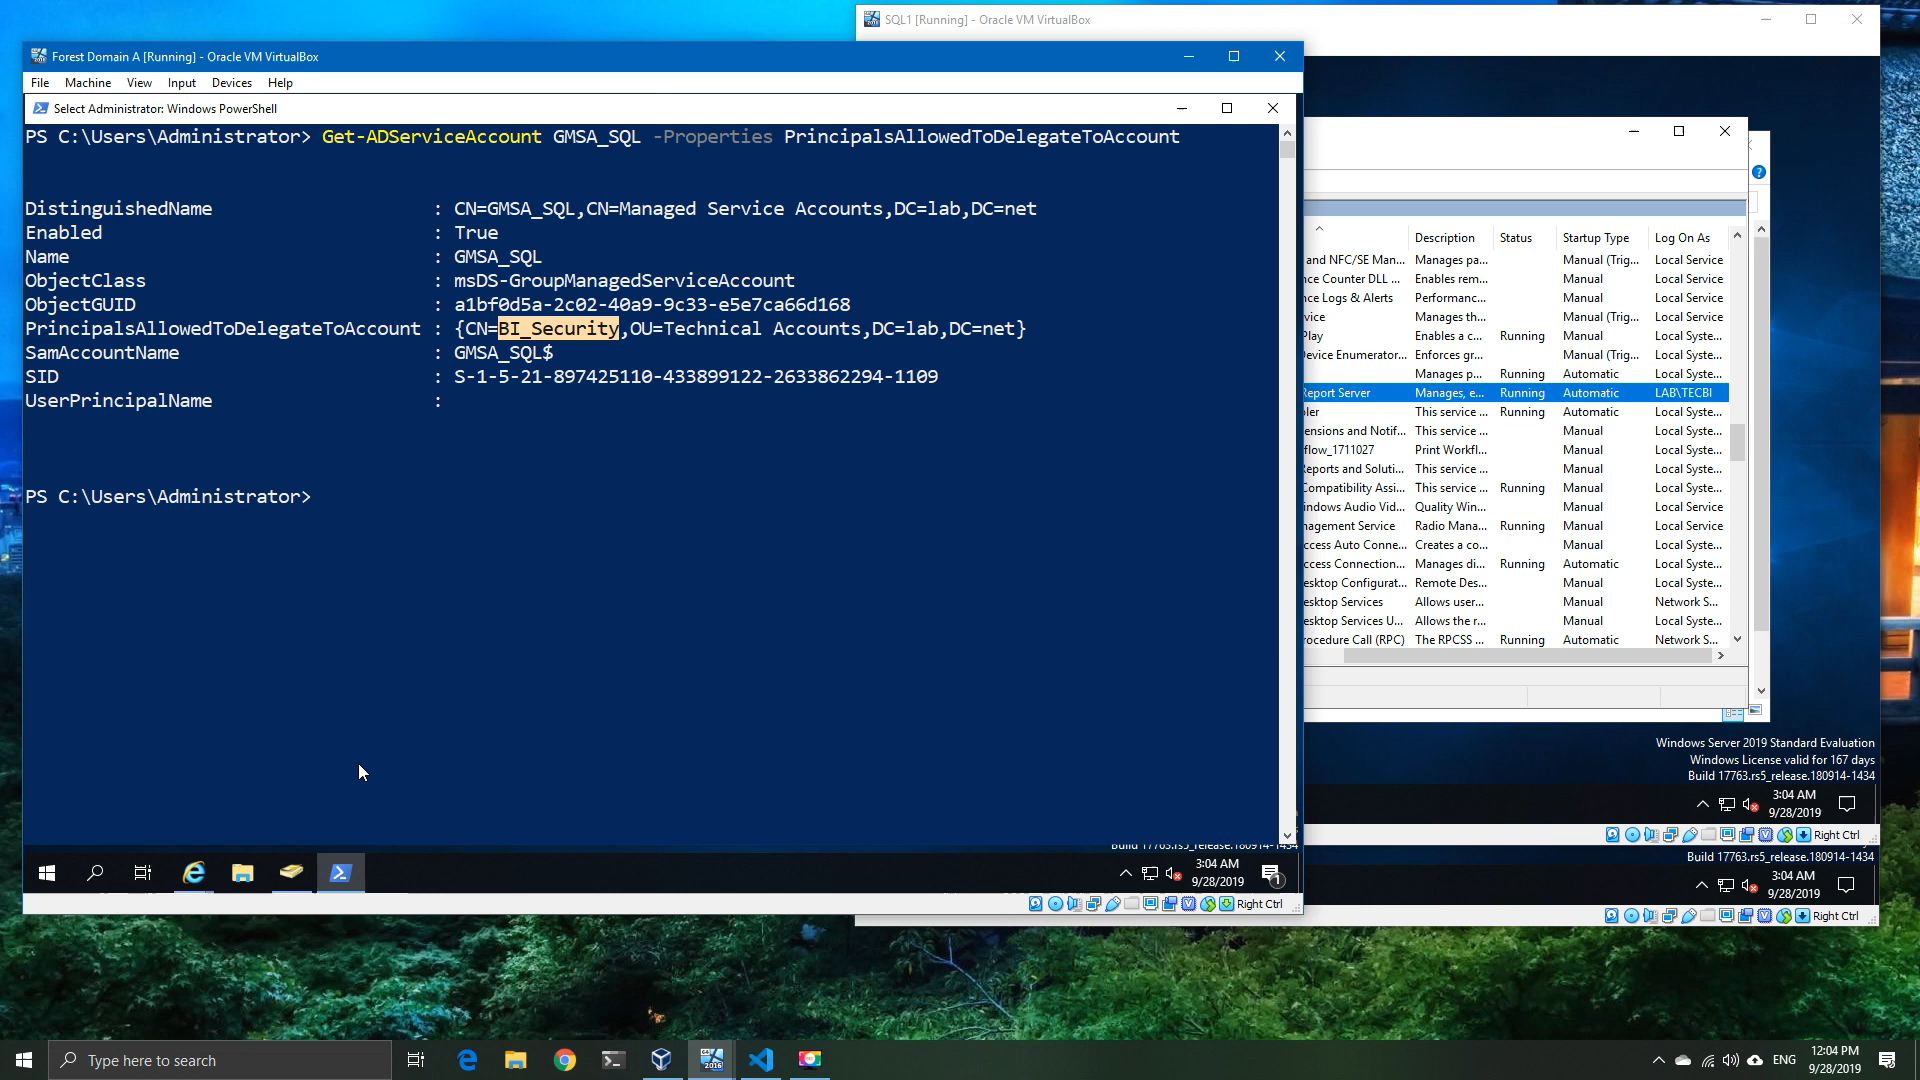 SQL1 [Running] - Oracle VM VirtualBox
Forest Domain A [Running] - Oracle VM VirtualBox
File Machine View Input Devices Help
Select Administrator: Windows PowerShell
PS C:\Users\Administrator> Get-ADServiceAccount GMSA_SQL -Properties PrincipalsAllowedToDelegateToAccount
DistinguishedName : CN=GMSA_SQL,CN=Managed Service Accounts,DC=lab,DC=net
Enabled : True
Name : GMSA_SQL
ObjectClass : msDS-GroupManagedServiceAccount
ObjectGUID : a1bf0d5a-2c02-40a9-9c33-e5e7ca66d168
PrincipalsAllowedToDelegateToAccount : {CN=BI_Security,OU=Technical Accounts,DC=lab,DC=net}
SamAccountName : GMSA_SQL$
SID : S-1-5-21-897425110-433899122-2633862294-1109
UserPrincipalName :
PS C:\Users\Administrator>
Description Status Startup Type Log On As
and NFC/SE Man... Manages pa... Manual (Trig... Local Service
nce Counter DLL ... Enables rem... Manual Local Service
nce Logs & Alerts Performanc... Manual Local Service
vice Manages th... Manual (Trig... Local Service
Play Enables a c... Running Manual Local Syste...
Device Enumerator... Enforces gr... Manual (Trig... Local Syste...
Manages p... Running Automatic Local Syste...
Report Server Manages, e... Running Automatic LAB\TECBI
oler This service ... Running Automatic Local Syste...
ensions and Notif... This service ... Manual Local Syste...
flow_1711027 Print Workfl... Manual Local Syste...
Reports and Soluti... This service ... Manual Local Syste...
Compatibility Assi... This service ... Running Manual Local Syste...
indows Audio Vid... Quality Win... Manual Local Service
nagement Service Radio Mana... Running Manual Local Service
ccess Auto Conne... Creates a co... Manual Local Syste...
ccess Connection... Manages di... Running Automatic Local Syste...
esktop Configurat... Remote Des... Manual Local Syste...
esktop Services Allows user... Manual Network S...
esktop Services U... Allows the r... Manual Local Syste...
rocedure Call (RPC) The RPCSS ... Running Automatic Network S...
Windows Server 2019 Standard Evaluation
Windows License valid for 167 days
Build 17763.rs5_release.180914-1434
3:04 AM
9/28/2019
Right Ctrl
Build 17763.rs5_release.180914-1434
3:04 AM
9/28/2019
Right Ctrl
Build 17763.rs5_release.180914-1434
3:04 AM
9/28/2019
1
Right Ctrl
Type here to search
2016
ENG
12:04 PM
9/28/2019